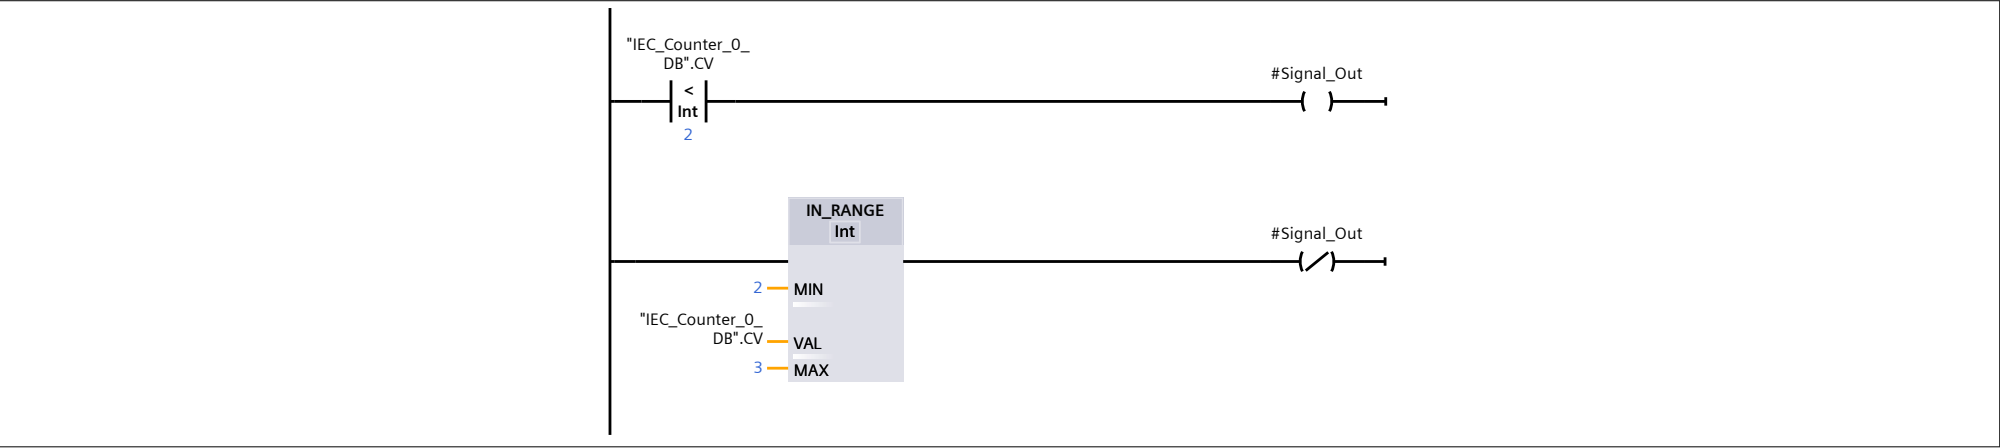 "IEC_Counter_0_
DB".CV
<
Int
2
#Signal_Out
IN_RANGE
Int
#Signal_Out
2 MIN
"IEC_Counter_0_
DB".CV VAL
3 MAX